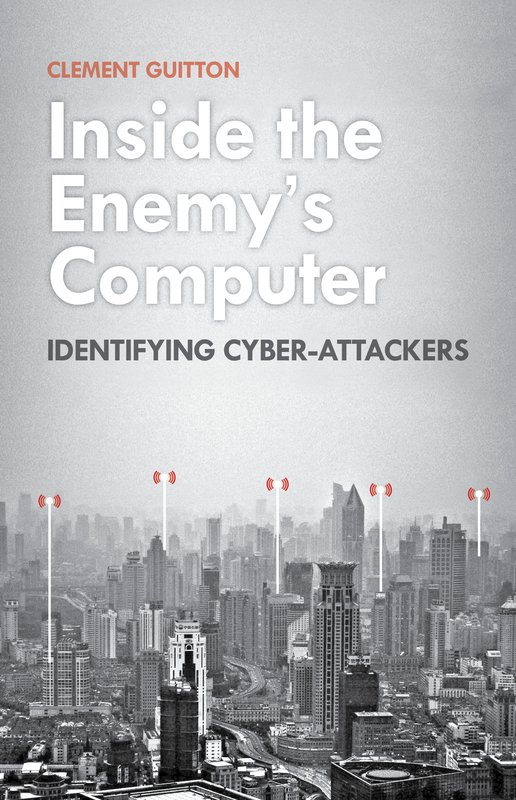 CLEMENT GUITTON
Inside the
Enemy's
Computer
IDENTIFYING CYBER-ATTACKERS